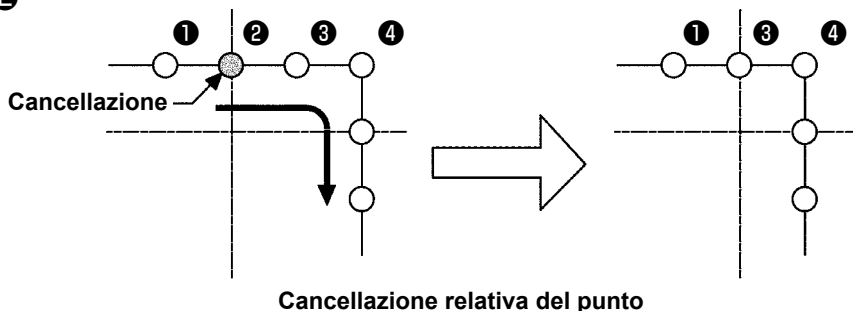 ❶ ❷ ❸ ❹ ❶ ❸ ❹
Cancellazione
Cancellazione relativa del punto